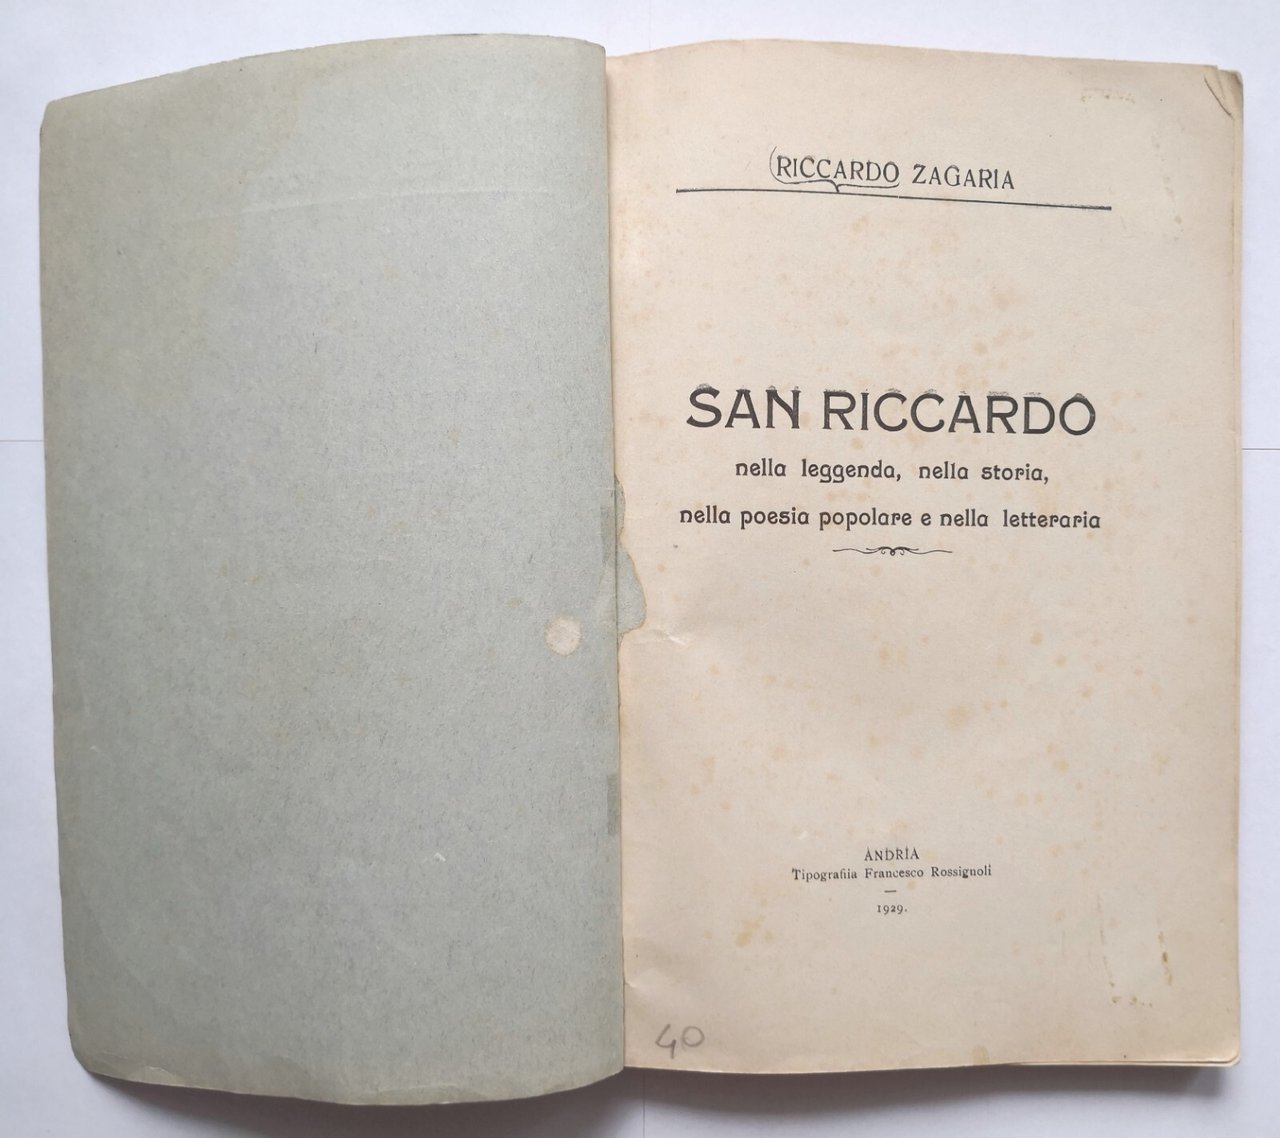 RICCARDO ZAGARIA
SAN RICCARDO
nella leggenda, nella storia,
nella poesia popolare e nella letteraria
ANDRIA
Tipografiia Francesco Rossignoli
1929.
40